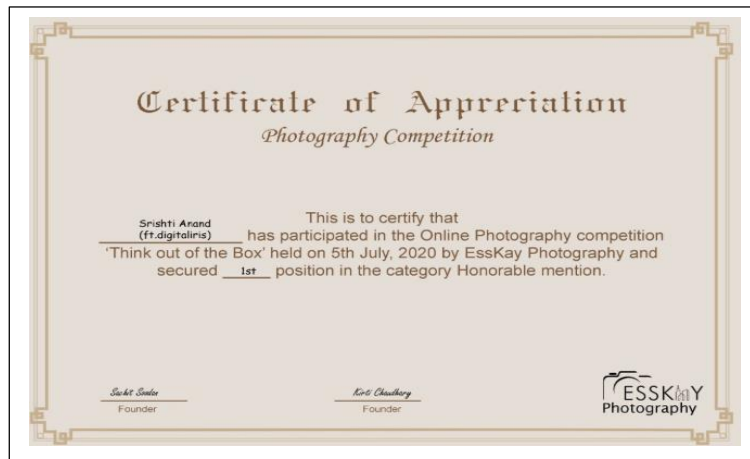 Certificate of Appreciation
Photography Competition
This is to certify that
Srishti Anand
(ft.digitaliris)
has participated in the Online Photography competition
'Think out of the Box' held on 5th July, 2020 by EssKay Photography and
secured 1st position in the category Honorable mention.
Kirti Chaudhary
Founder
Founder
ESSKAY
Photography